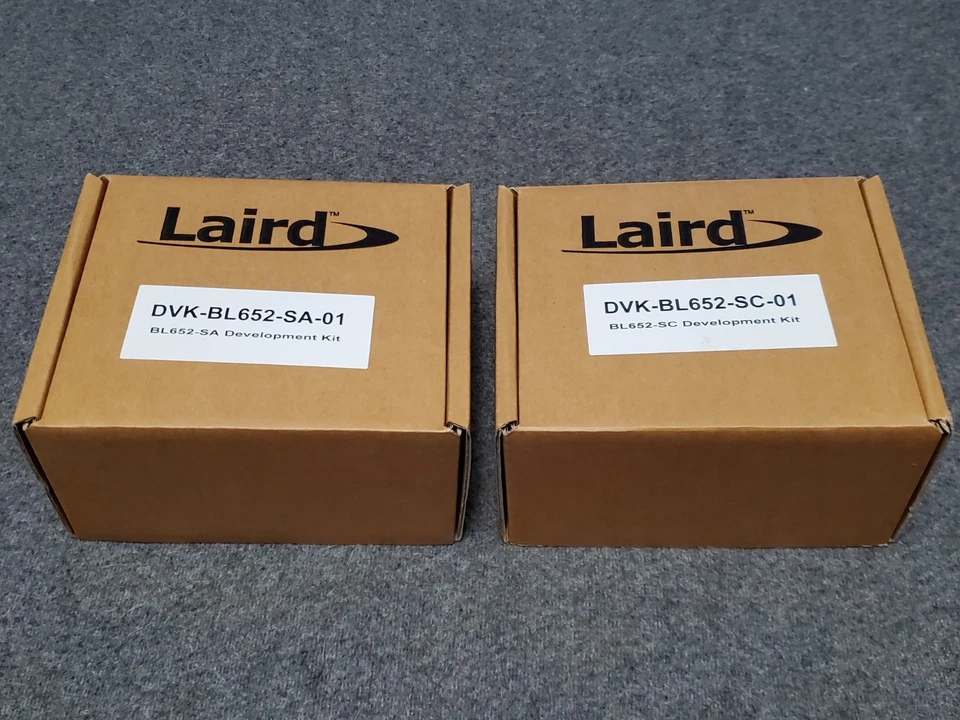 Laird™
DVK-BL652-SA-01
BL652-SA Development Kit
Laird™
DVK-BL652-SC-01
BL652-SC Development Kit